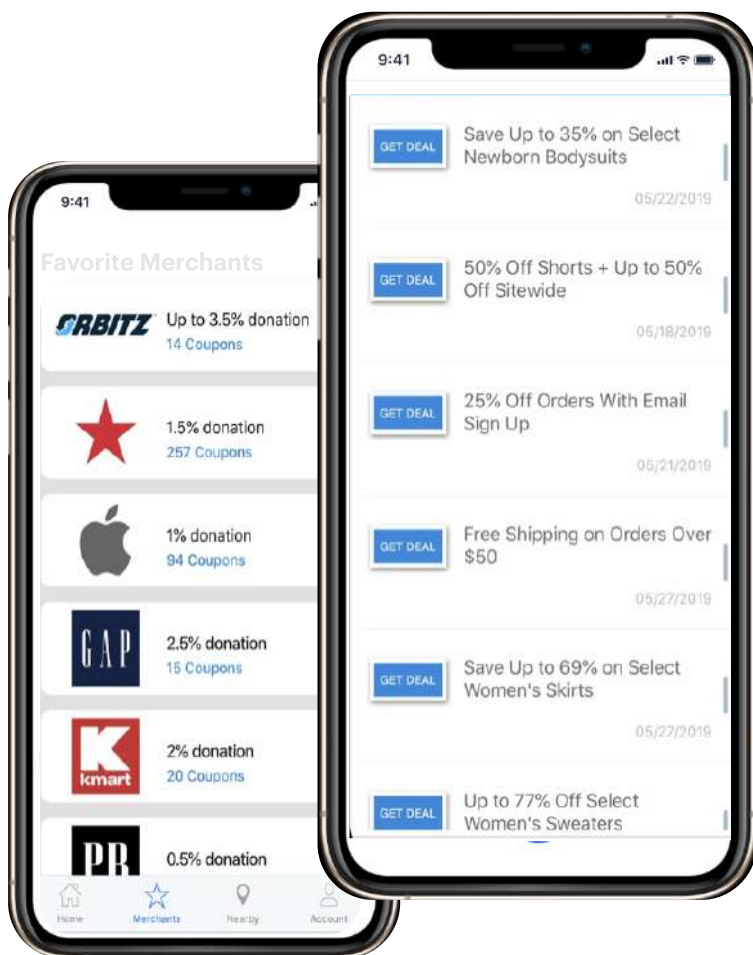 9:41
Favorite Merchants
ORBITZ
Up to 3.5% donation
14 Coupons
1.5% donation
257 Coupons
1% donation
94 Coupons
GAP
2.5% donation
15 Coupons
K
kmart
2% donation
20 Coupons
PB
0.5% donation
Home
Merchants
Nearby
Account
9:41
GET DEAL
Save Up to 35% on Select
Newborn Bodysuits
05/22/2019
GET DEAL
50% Off Shorts + Up to 50%
Off Sitewide
05/18/2019
GET DEAL
25% Off Orders With Email
Sign Up
05/21/2019
GET DEAL
Free Shipping on Orders Over
$50
05/27/2019
GET DEAL
Save Up to 69% on Select
Women's Skirts
05/27/2019
GET DEAL
Up to 77% Off Select
Women's Sweaters